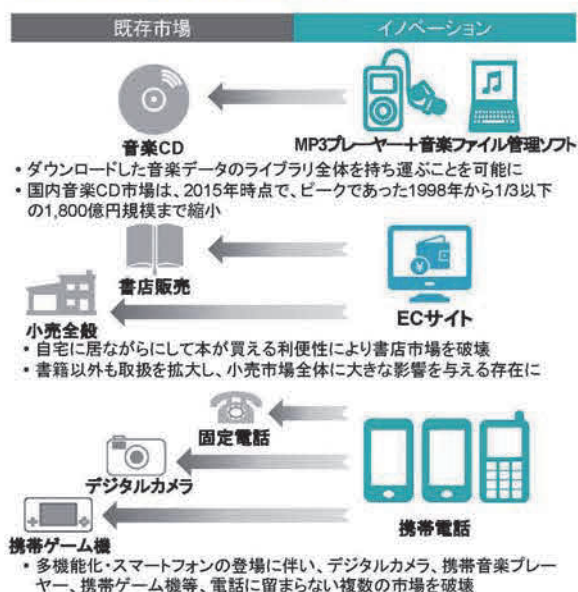 既存市場
イノベーション
音楽CD
MP3プレーヤー+音楽ファイル管理ソフト
• ダウンロードした音楽データのライブラリ全体を持ち運ぶことを可能に
• 国内音楽CD市場は、2015年時点で、ピークであった1998年から1/3以下
の1,800億円規模まで縮小
書店販売
小売全般
ECサイト
• 自宅に居ながらにして本が買える利便性により書店市場を破壊
• 書籍以外も取扱を拡大し、小売市場全体に大きな影響を与える存在に
固定電話
デジタルカメラ
携帯ゲーム機
携帯電話
• 多機能化・スマートフォンの登場に伴い、デジタルカメラ、携帯音楽プレー
ヤー、携帯ゲーム機等、電話に留まらない複数の市場を破壊